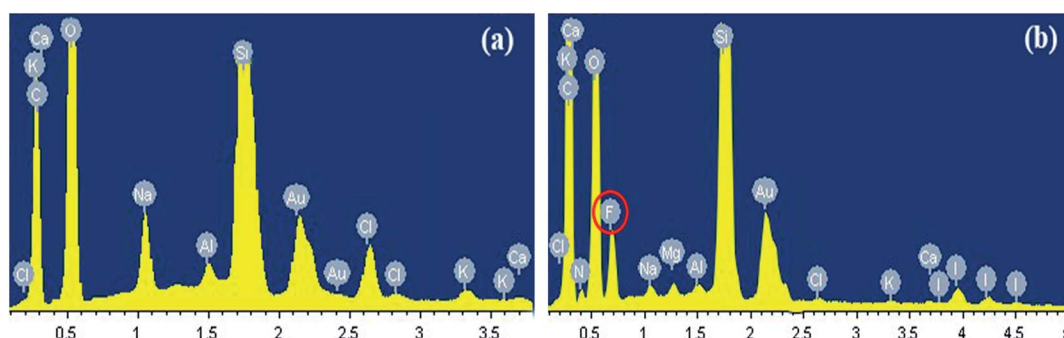 (a)
Ca
O
K
C
Si
Na
Au
Al
Cl
Cl
Au
Cl
K
K
Ca
0.5 1 1.5 2 2.5 3 3.5
(b)
Ca
Si
K
O
C
F
Au
Cl
N
Na
Mg
Al
Cl
K
Ca
I
I
I
I
0.5 1 1.5 2 2.5 3 3.5 4 4.5